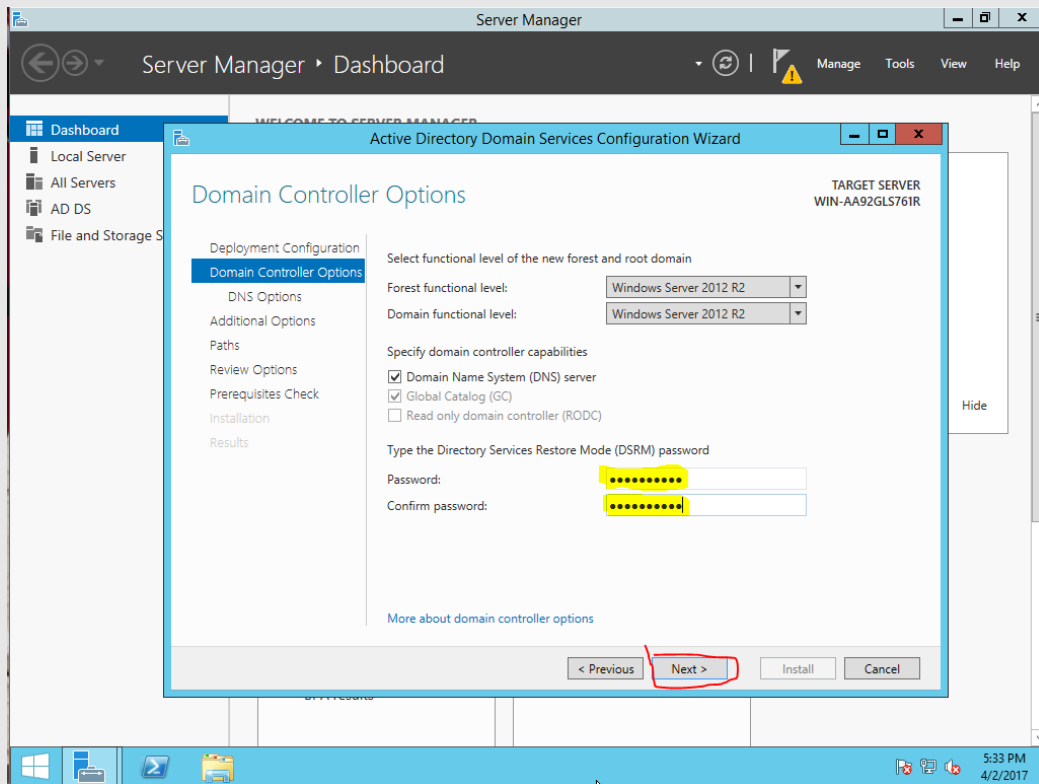 Server Manager
Server Manager • Dashboard
Manage Tools View Help
Dashboard
Local Server
All Servers
AD DS
File and Storage S
WELCOME TO SERVER MANAGER
Active Directory Domain Services Configuration Wizard
Domain Controller Options
TARGET SERVER
WIN-AA92GLS761R
Deployment Configuration
Domain Controller Options
DNS Options
Additional Options
Paths
Review Options
Prerequisites Check
Installation
Results
Select functional level of the new forest and root domain
Forest functional level: Windows Server 2012 R2
Domain functional level: Windows Server 2012 R2
Specify domain controller capabilities
Domain Name System (DNS) server
Global Catalog (GC)
Read only domain controller (RODC)
Type the Directory Services Restore Mode (DSRM) password
Password: ●●●●●●●●●●
Confirm password: ●●●●●●●●●●
More about domain controller options
< Previous Next > Install Cancel
Hide
BPA results
5:33 PM
4/2/2017